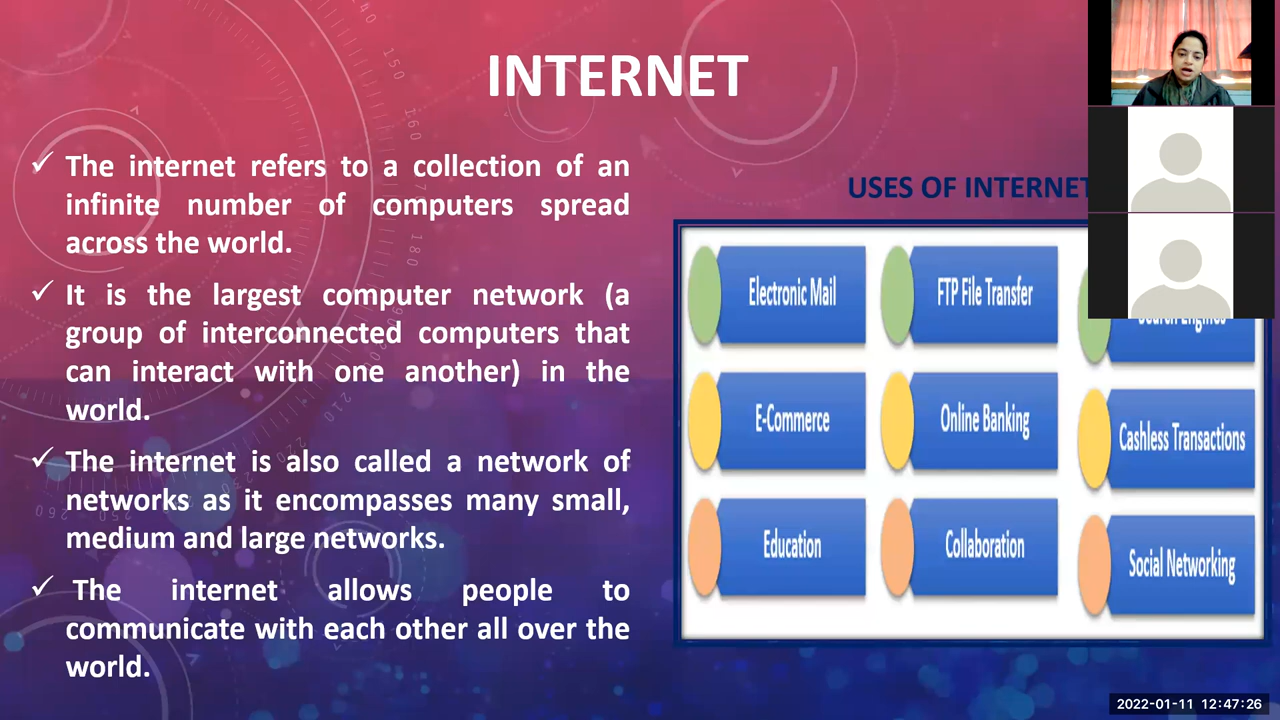 INTERNET
✓ The internet refers to a collection of an
infinite number of computers spread
across the world.
✓ It is the largest computer network (a
group of interconnected computers that
can interact with one another) in the
world.
✓ The internet is also called a network of
networks as it encompasses many small,
medium and large networks.
✓ The internet allows people to
communicate with each other all over the
world.
USES OF INTERNET
Electronic Mail
FTP File Transfer
Search Engines
E-Commerce
Online Banking
Cashless Transactions
Education
Collaboration
Social Networking
2022-01-11 12:47:26